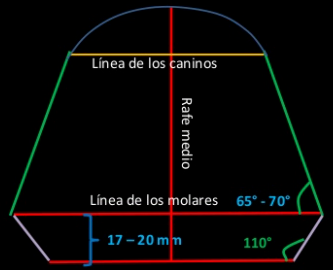 Línea de los caninos
Rafe medio
Línea de los molares
65° - 70°
17 – 20 mm
110°